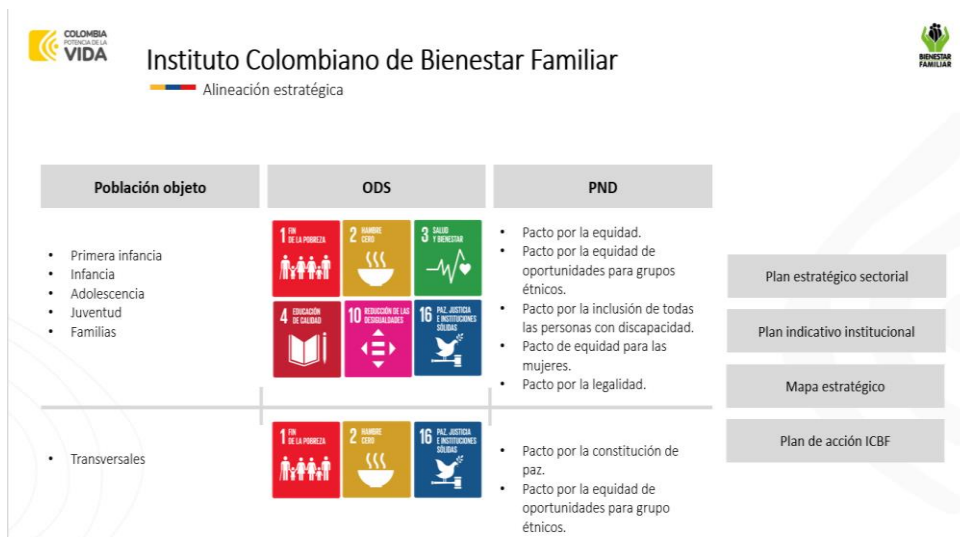 COLOMBIA
POTENCIA DE LA
VIDA
Instituto Colombiano de Bienestar Familiar
Alineación estratégica
BIENESTAR
FAMILIAR
Población objeto
ODS
PND
• Primera infancia
• Infancia
• Adolescencia
• Juventud
• Familias
1 FIN
DE LA POBREZA
2 HAMBRE
CERO
3 SALUD
Y BIENESTAR
4 EDUCACIÓN
DE CALIDAD
10 REDUCCIÓN DE LAS
DESIGUALDADES
16 PAZ, JUSTICIA
E INSTITUCIONES
SÓLIDAS
• Pacto por la equidad.
• Pacto por la equidad de
oportunidades para grupos
étnicos.
• Pacto por la inclusión de todas
las personas con discapacidad.
• Pacto de equidad para las
mujeres.
• Pacto por la legalidad.
• Transversales
1 FIN
DE LA POBREZA
2 HAMBRE
CERO
16 PAZ, JUSTICIA
E INSTITUCIONES
SÓLIDAS
• Pacto por la constitución de
paz.
• Pacto por la equidad de
oportunidades para grupo
étnicos.
Plan estratégico sectorial
Plan indicativo institucional
Mapa estratégico
Plan de acción ICBF